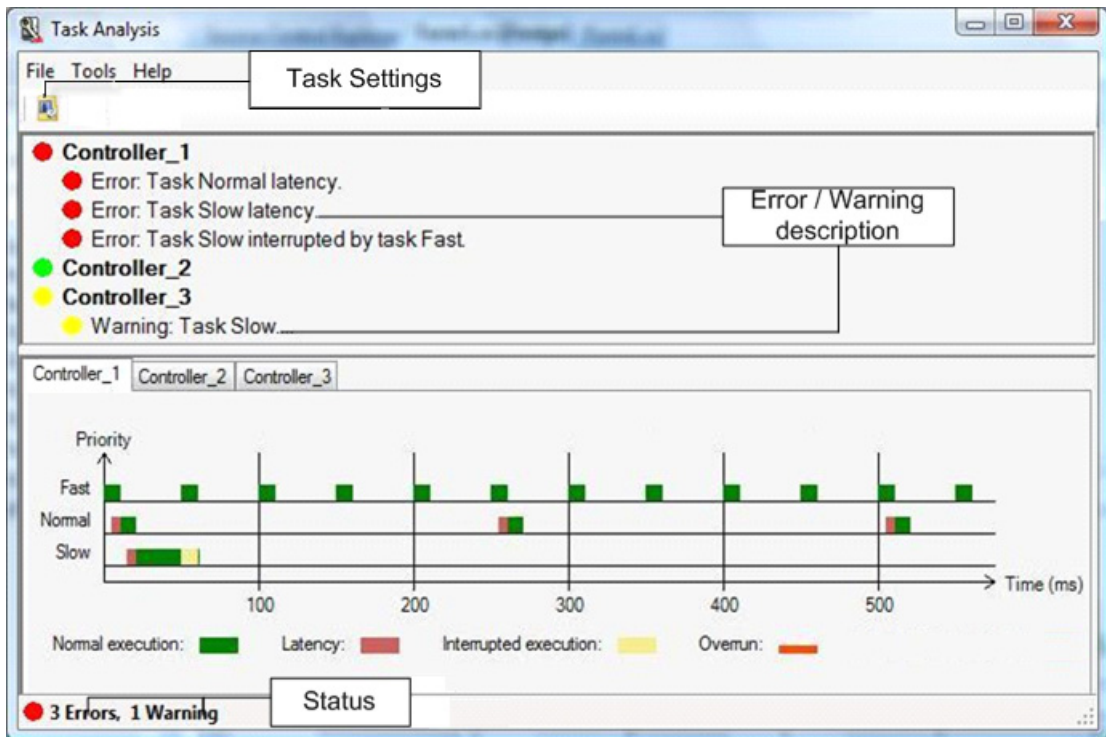 Task Analysis
File Tools Help
Task Settings
Controller_1
Error: Task Normal latency.
Error: Task Slow latency
Error: Task Slow interrupted by task Fast.
Error / Warning
description
Controller_2
Controller_3
Warning: Task Slow.
Controller_1 Controller_2 Controller_3
Priority
Fast
Normal
Slow
Time (ms)
100 200 300 400 500
Normal execution: Latency: Interrupted execution: Overrun:
Status
3 Errors, 1 Warning